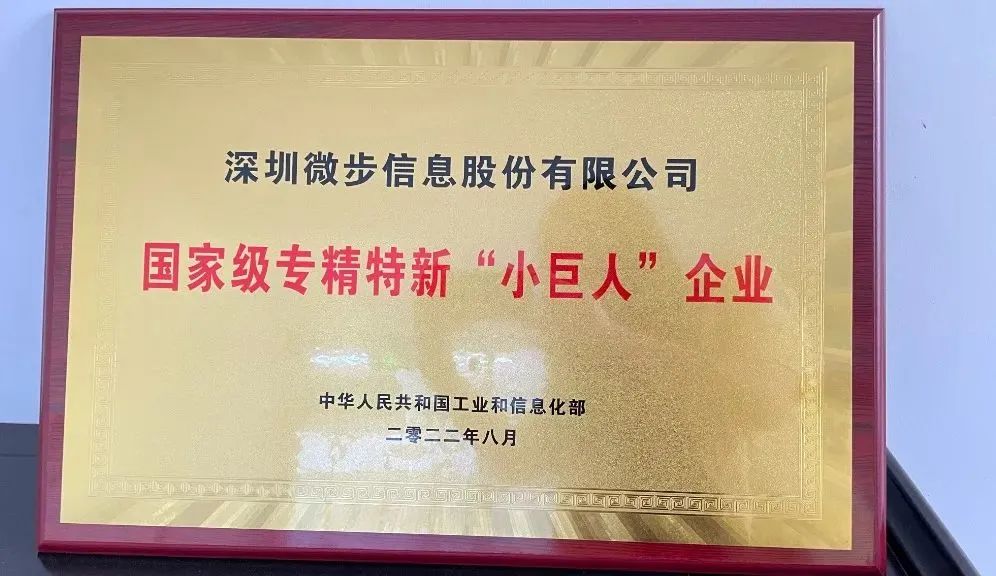 深圳微步信息股份有限公司
国家级专精特新“小巨人”企业
中华人民共和国工业和信息化部
二零二二年八月